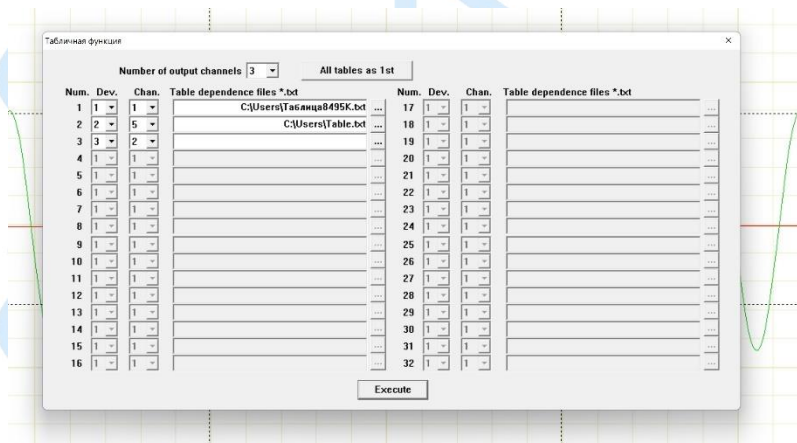 Табличная функция
Number of output channels 3 All tables as 1st
Num. Dev. Chan. Table dependence files *.txt Num. Dev. Chan. Table dependence files *.txt
1 1 1 C:\Users\Таблица8495K.txt ... 17 1 1 ...
2 2 5 C:\Users\Table.txt ... 18 1 1 ...
3 3 2 ... 19 1 1 ...
4 1 1 ... 20 1 1 ...
5 1 1 ... 21 1 1 ...
6 1 1 ... 22 1 1 ...
7 1 1 ... 23 1 1 ...
8 1 1 ... 24 1 1 ...
9 1 1 ... 25 1 1 ...
10 1 1 ... 26 1 1 ...
11 1 1 ... 27 1 1 ...
12 1 1 ... 28 1 1 ...
13 1 1 ... 29 1 1 ...
14 1 1 ... 30 1 1 ...
15 1 1 ... 31 1 1 ...
16 1 1 ... 32 1 1 ...
Execute